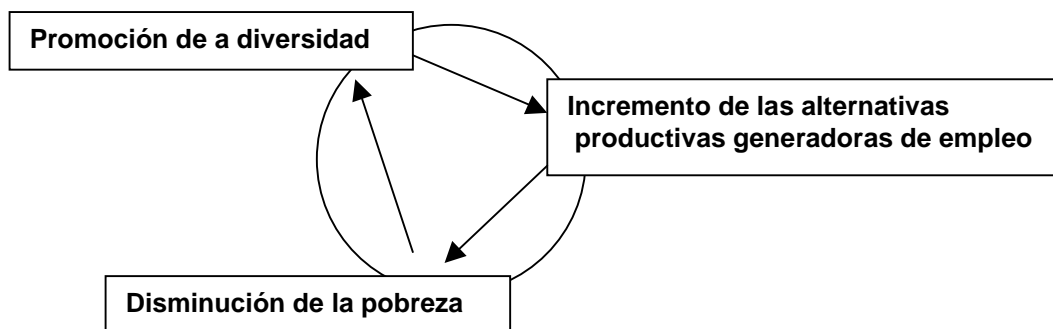 Promoción de a diversidad
Incremento de las alternativas
productivas generadoras de empleo
Disminución de la pobreza